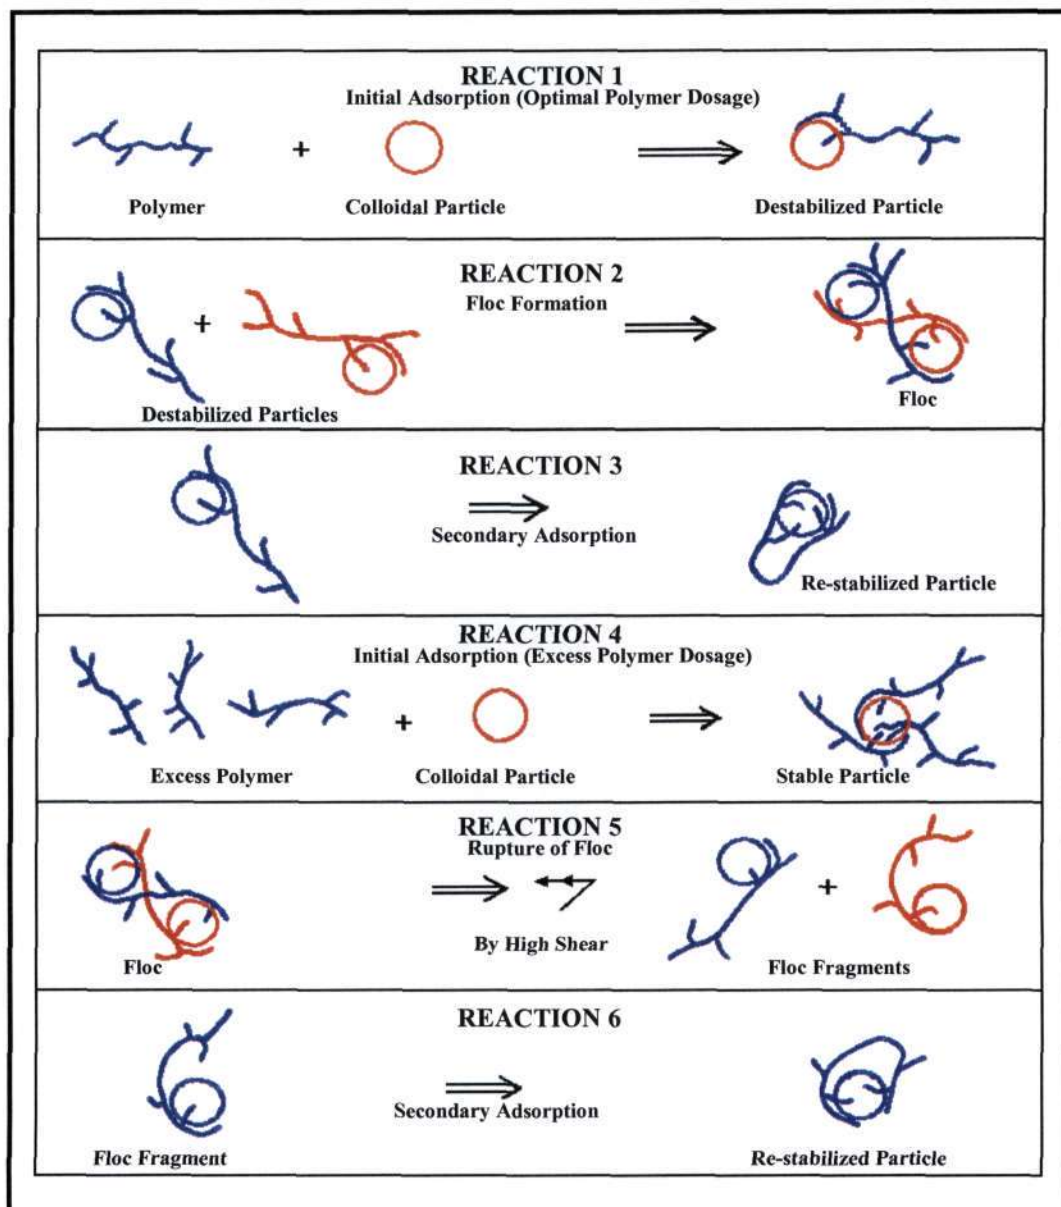 REACTION 1
Initial Adsorption (Optimal Polymer Dosage)
+
Polymer
Colloidal Particle
Destabilized Particle
REACTION 2
Floc Formation
+
Destabilized Particles
Floc
REACTION 3
Secondary Adsorption
Re-stabilized Particle
REACTION 4
Initial Adsorption (Excess Polymer Dosage)
+
Excess Polymer
Colloidal Particle
Stable Particle
REACTION 5
Rupture of Floc
+
By High Shear
Floc
Floc Fragments
REACTION 6
Secondary Adsorption
Floc Fragment
Re-stabilized Particle